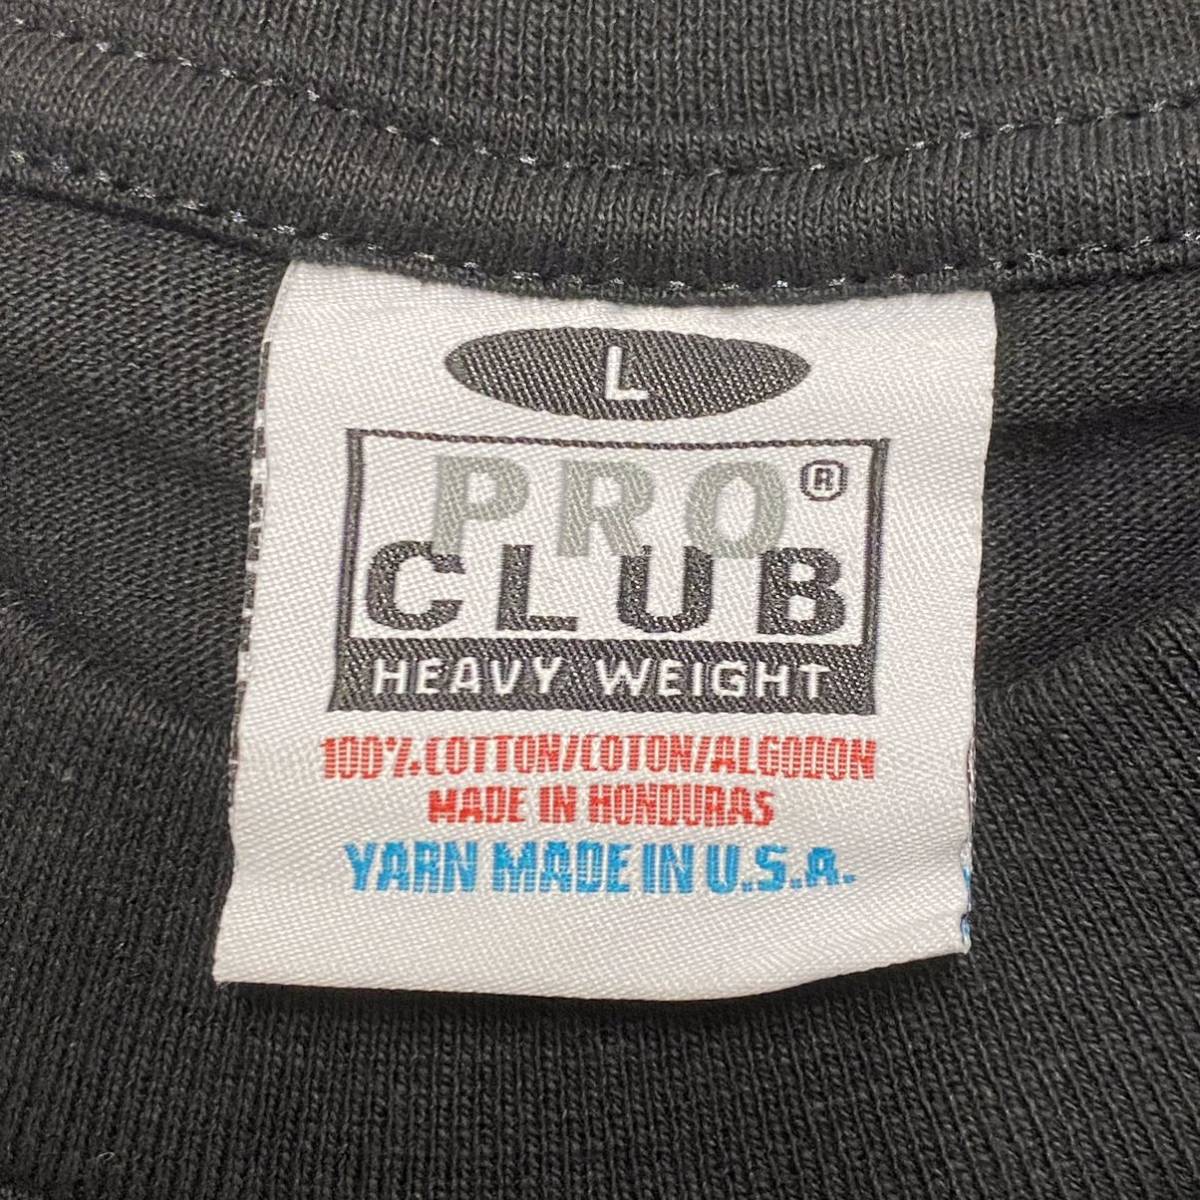 L
PRO®
CLUB
HEAVY WEIGHT
100% COTTON/COTON/ALGODON
MADE IN HONDURAS
YARN MADE IN U.S.A.